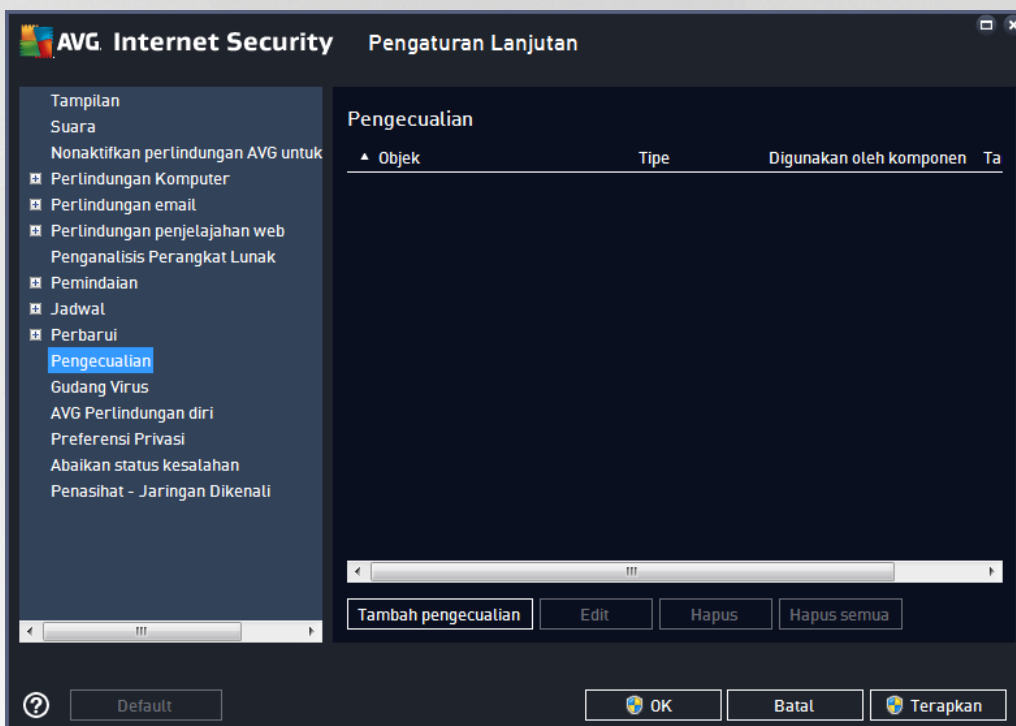 AVG. Internet Security Pengaturan Lanjutan
Tampilan
Suara
Nonaktifkan perlindungan AVG untuk
Perlindungan Komputer
Perlindungan email
Perlindungan penjelajahan web
Penganalisis Perangkat Lunak
Pemindaian
Jadwal
Perbarui
Pengecualian
Gudang Virus
AVG Perlindungan diri
Preferensi Privasi
Abaikan status kesalahan
Penasihat - Jaringan Dikenali
Pengecualian
Objek Tipe Digunakan oleh komponen Ta
Tambah pengecualian Edit Hapus Hapus semua
? Default OK Batal Terapkan